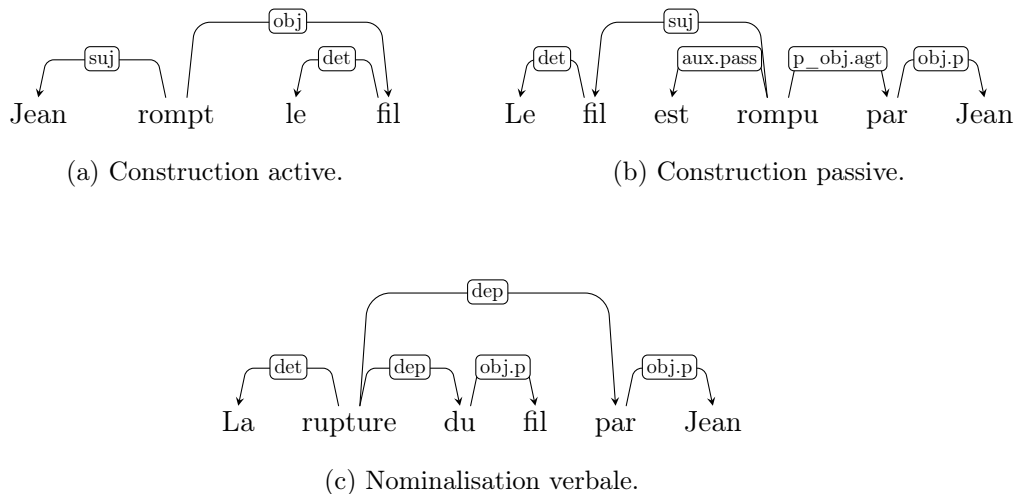 obj
suj det
Jean rompt le fil
(a) Construction active.
suj
det aux.pass p_obj.agt obj.p
Le fil est rompu par Jean
(b) Construction passive.
dep
det dep obj.p obj.p
La rupture du fil par Jean
(c) Nominalisation verbale.